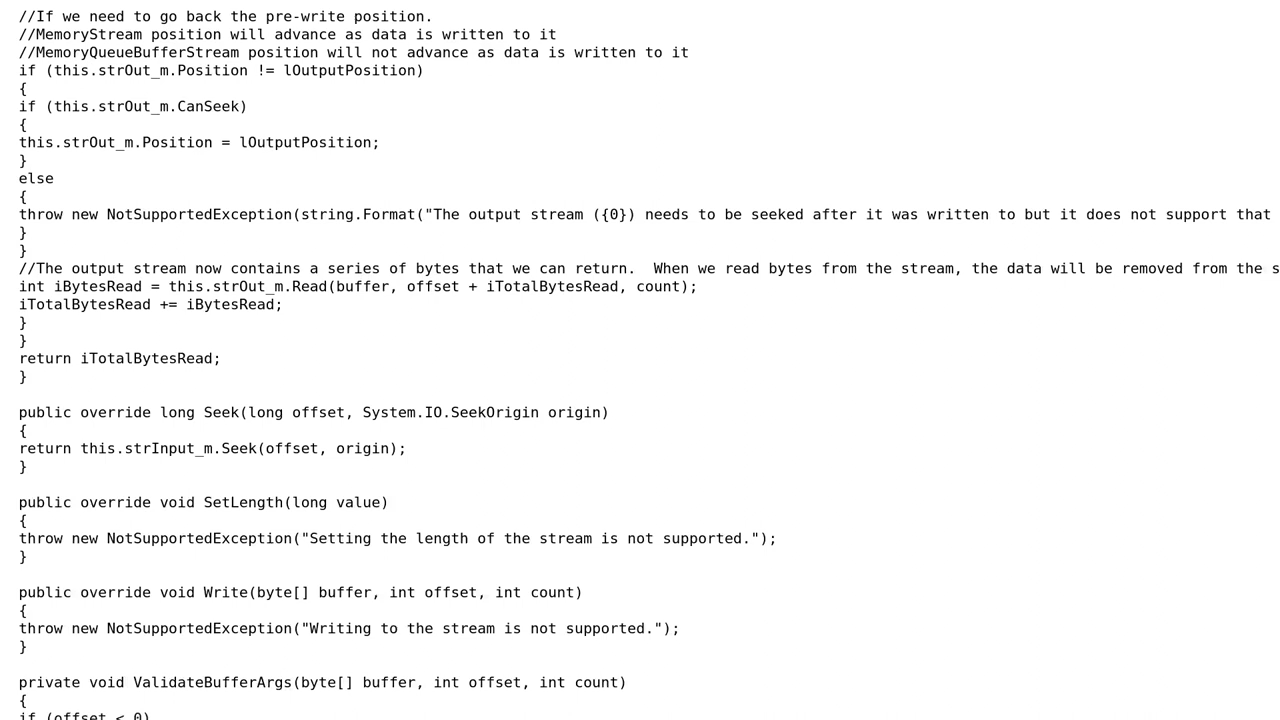 //If we need to go back the pre-write position.
//MemoryStream position will advance as data is written to it
//MemoryQueueBufferStream position will not advance as data is written to it
if (this.strOut_m.Position != lOutputPosition)
{
if (this.strOut_m.CanSeek)
{
this.strOut_m.Position = lOutputPosition;
}
else
{
throw new NotSupportedException(string.Format("The output stream ({0}) needs to be seeked after it was written to but it does not support that
}
}
//The output stream now contains a series of bytes that we can return.  When we read bytes from the stream, the data will be removed from the s
int iBytesRead = this.strOut_m.Read(buffer, offset + iTotalBytesRead, count);
iTotalBytesRead += iBytesRead;
}
}
return iTotalBytesRead;
}

public override long Seek(long offset, System.IO.SeekOrigin origin)
{
return this.strInput_m.Seek(offset, origin);
}

public override void SetLength(long value)
{
throw new NotSupportedException("Setting the length of the stream is not supported.");
}

public override void Write(byte[] buffer, int offset, int count)
{
throw new NotSupportedException("Writing to the stream is not supported.");
}

private void ValidateBufferArgs(byte[] buffer, int offset, int count)
{
if (offset < 0)